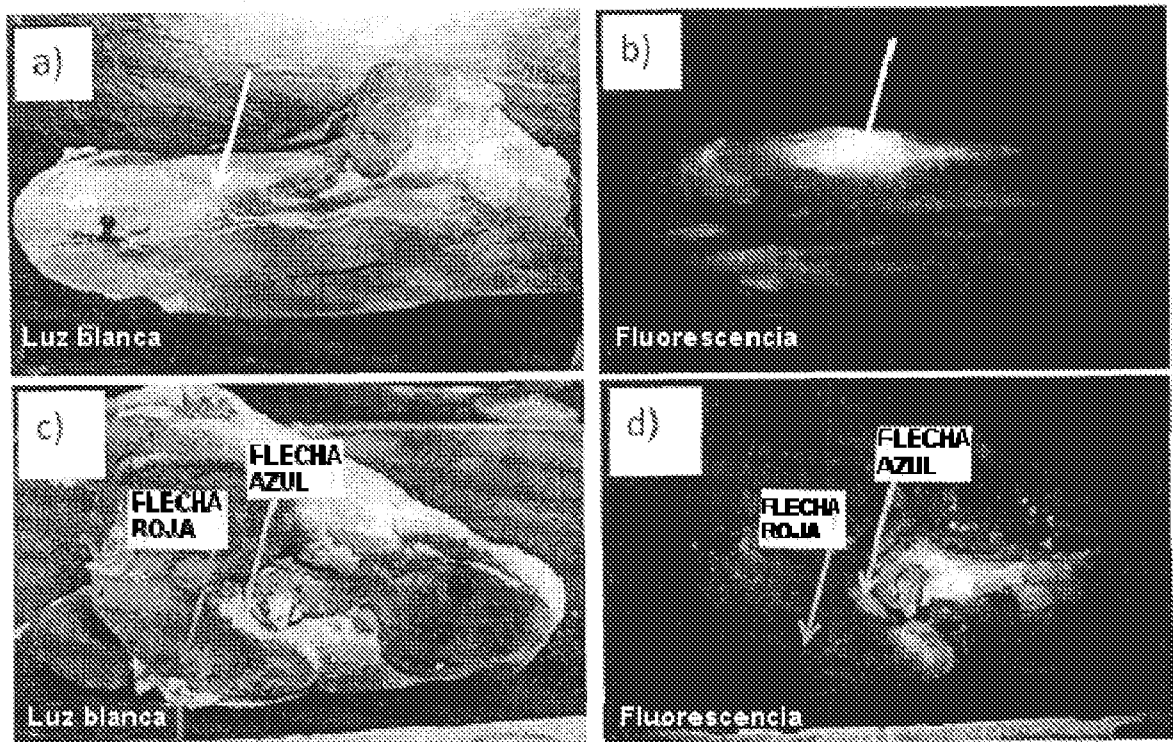 a)
Luz blanca
b)
Fluorescencia
c)
FLECHA
AZUL
FLECHA
ROJA
Luz blanca
d)
FLECHA
AZUL
FLECHA
ROJA
Fluorescencia